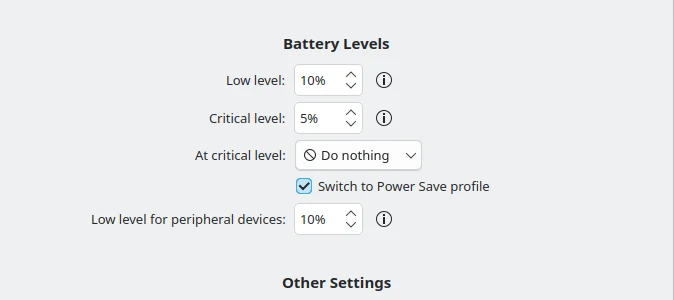 Battery Levels
Low level: 10%
Critical level: 5%
At critical level: Do nothing
Switch to Power Save profile
Low level for peripheral devices: 10%
Other Settings